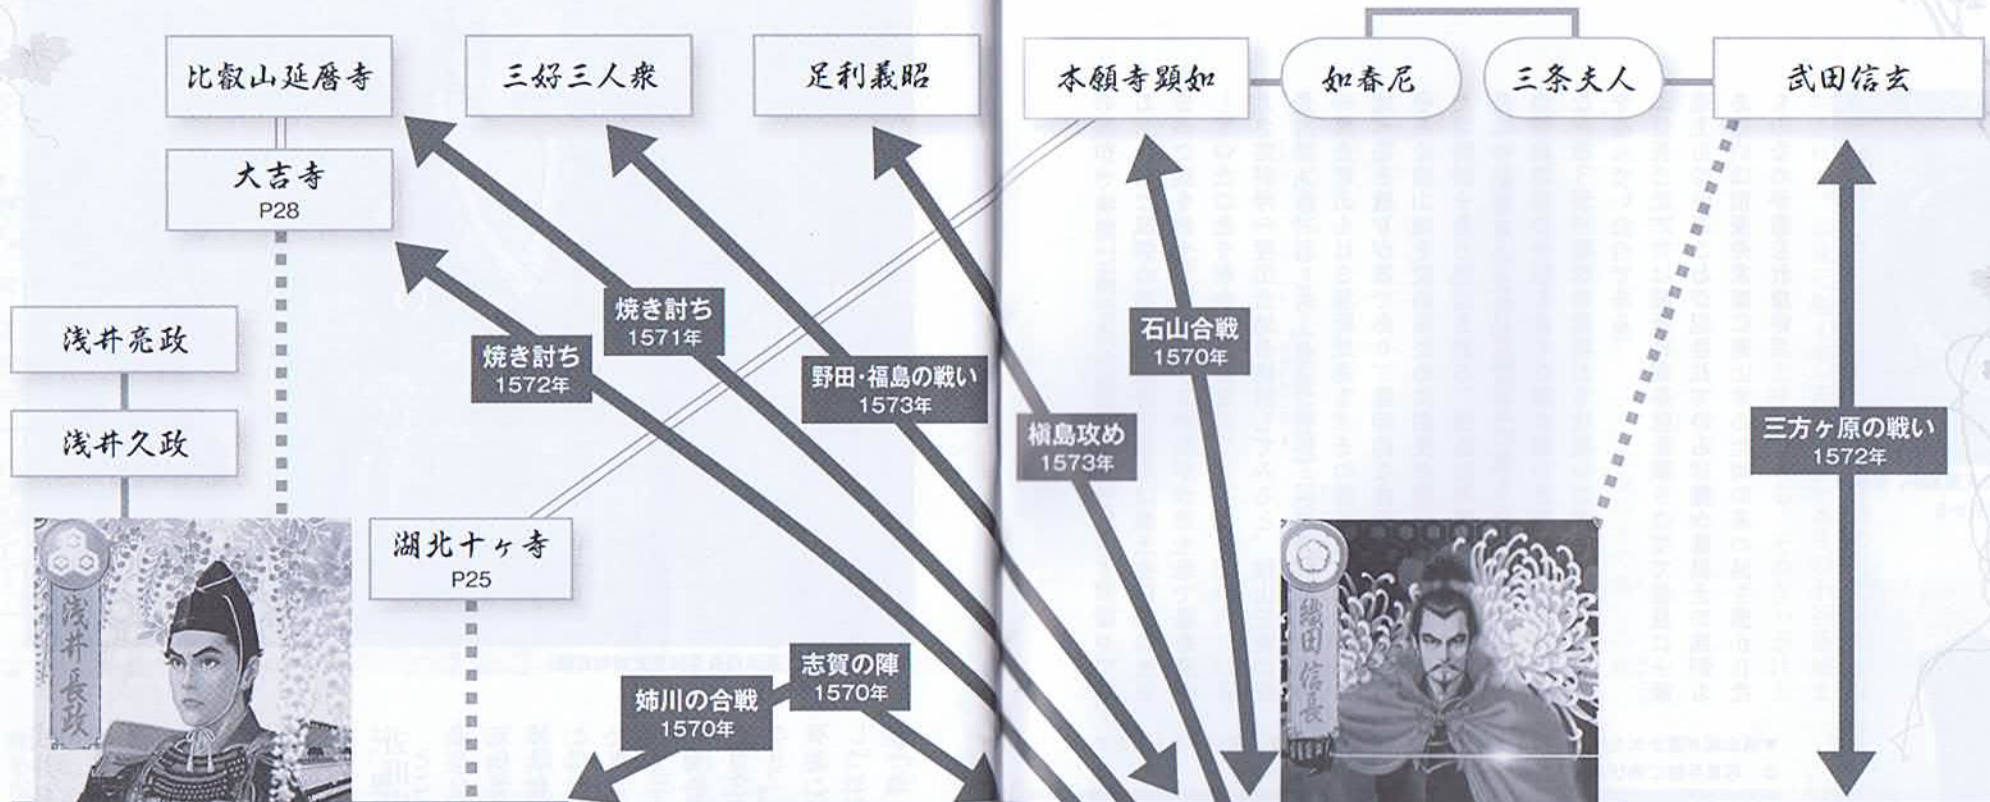 比叡山延暦寺
三好三人衆
足利義昭
本願寺顕如
如春尼
三条夫人
武田信玄
大吉寺
P28
浅井亮政
浅井久政
焼き討ち
1571年
焼き討ち
1572年
野田・福島の戦い
1573年
石山合戦
1570年
槇島攻め
1573年
三方ヶ原の戦い
1572年
湖北十ヶ寺
P25
浅井長政
織田信長
志賀の陣
1570年
姉川の合戦
1570年